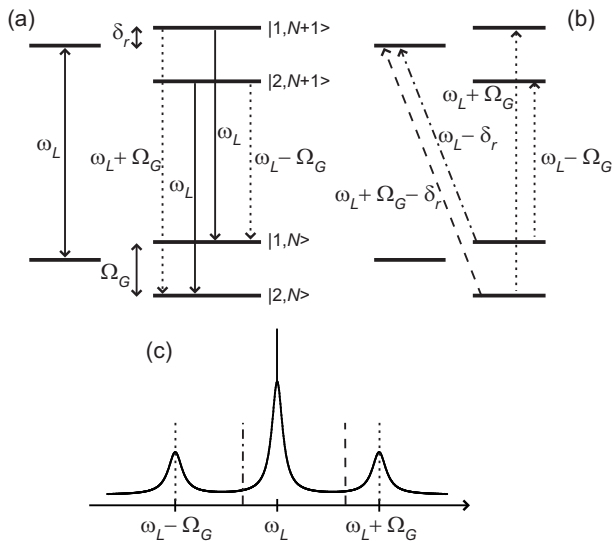 (a)
δr
|1,N+1>
|2,N+1>
ωL
ωL+ ΩG
ωL
ωL
ωL− ΩG
ΩG
|1,N>
|2,N>
(b)
ωL+ ΩG
ωL− δr
ωL+ ΩG− δr
ωL− ΩG
(c)
ωL− ΩG
ωL
ωL+ ΩG